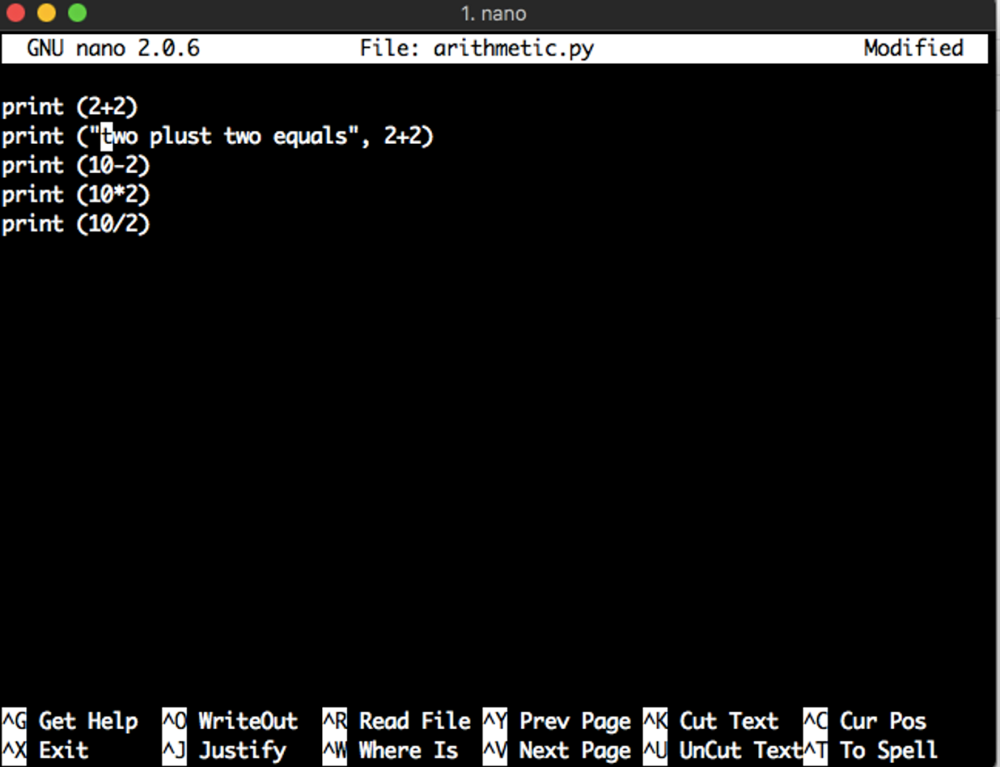 1. nano
GNU nano 2.0.6 File: arithmetic.py Modified
print (2+2)
print ("two plust two equals", 2+2)
print (10-2)
print (10*2)
print (10/2)
^G Get Help ^O WriteOut ^R Read File ^Y Prev Page ^K Cut Text ^C Cur Pos
^X Exit ^J Justify ^W Where Is ^V Next Page ^U UnCut Text ^T To Spell